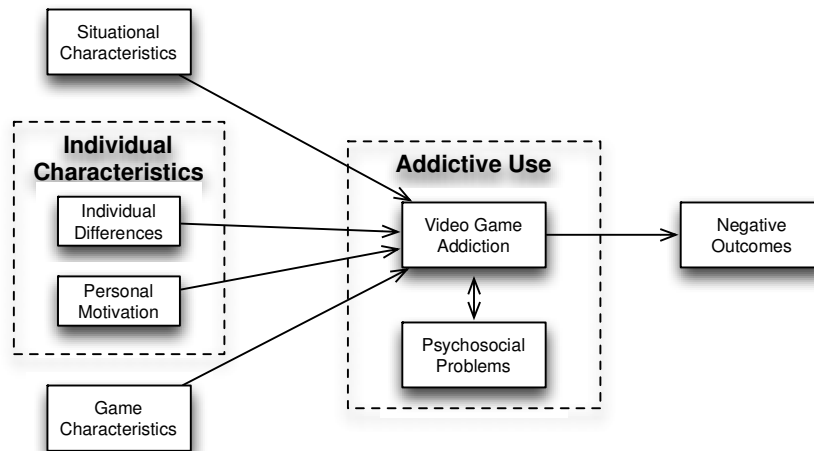 Situational
Characteristics
Individual
Characteristics
Individual
Differences
Personal
Motivation
Game
Characteristics
Addictive Use
Video Game
Addiction
Psychosocial
Problems
Negative
Outcomes